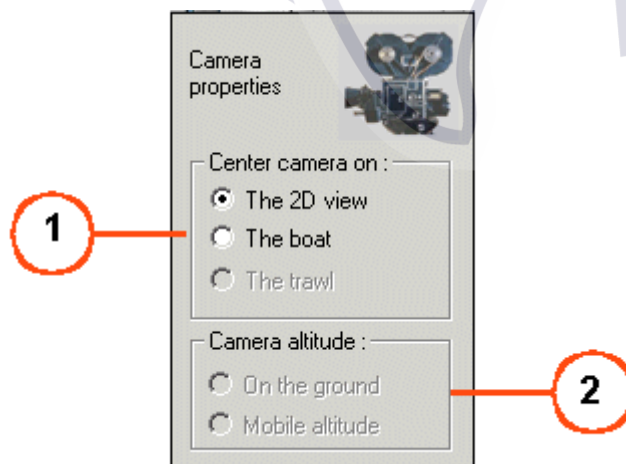 Camera
properties
Center camera on :
The 2D view
1
The boat
The trawl
Camera altitude :
On the ground
2
Mobile altitude